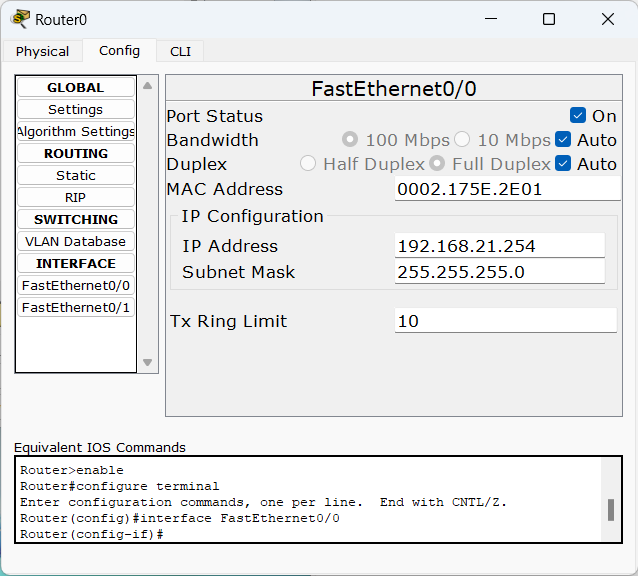 Router0
Physical Config CLI
GLOBAL
Settings
Algorithm Settings
ROUTING
Static
RIP
SWITCHING
VLAN Database
INTERFACE
FastEthernet0/0
FastEthernet0/1
FastEthernet0/0
Port Status On
Bandwidth 100 Mbps 10 Mbps Auto
Duplex Half Duplex Full Duplex Auto
MAC Address 0002.175E.2E01
IP Configuration
IP Address 192.168.21.254
Subnet Mask 255.255.255.0
Tx Ring Limit 10
Equivalent IOS Commands
Router>enable
Router#configure terminal
Enter configuration commands, one per line.  End with CNTL/Z.
Router(config)#interface FastEthernet0/0
Router(config-if)#